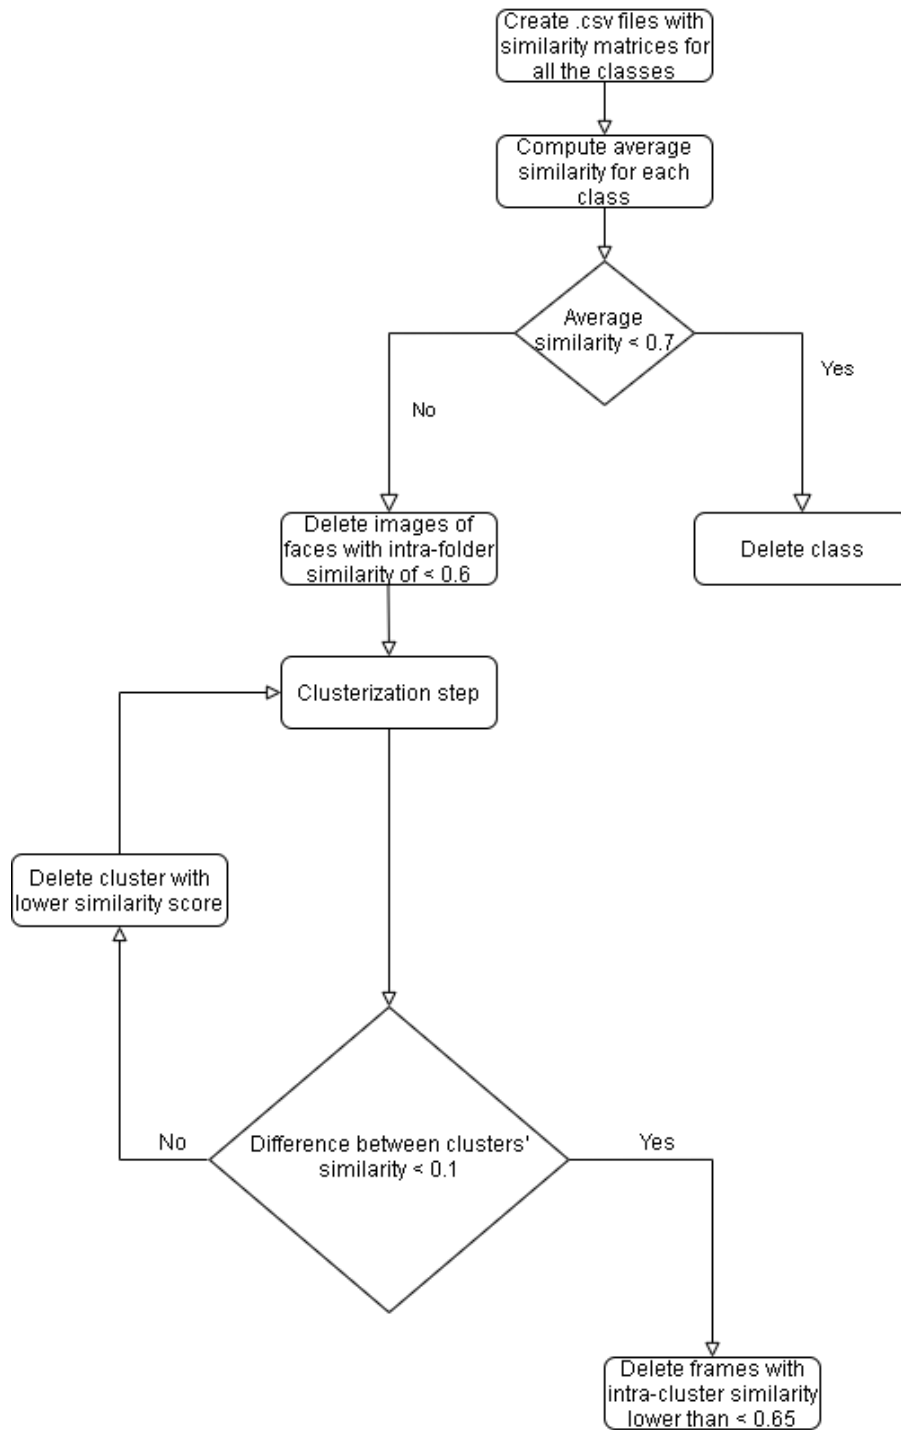 Create .csv files with
similarity matrices for
all the classes
Compute average
similarity for each
class
Average
similarity < 0.7
Yes
No
Delete images of
faces with intra-folder
similarity of < 0.6
Delete class
Clusterization step
Delete cluster with
lower similarity score
Difference between clusters'
similarity < 0.1
No
Yes
Delete frames with
intra-cluster similarity
lower than < 0.65